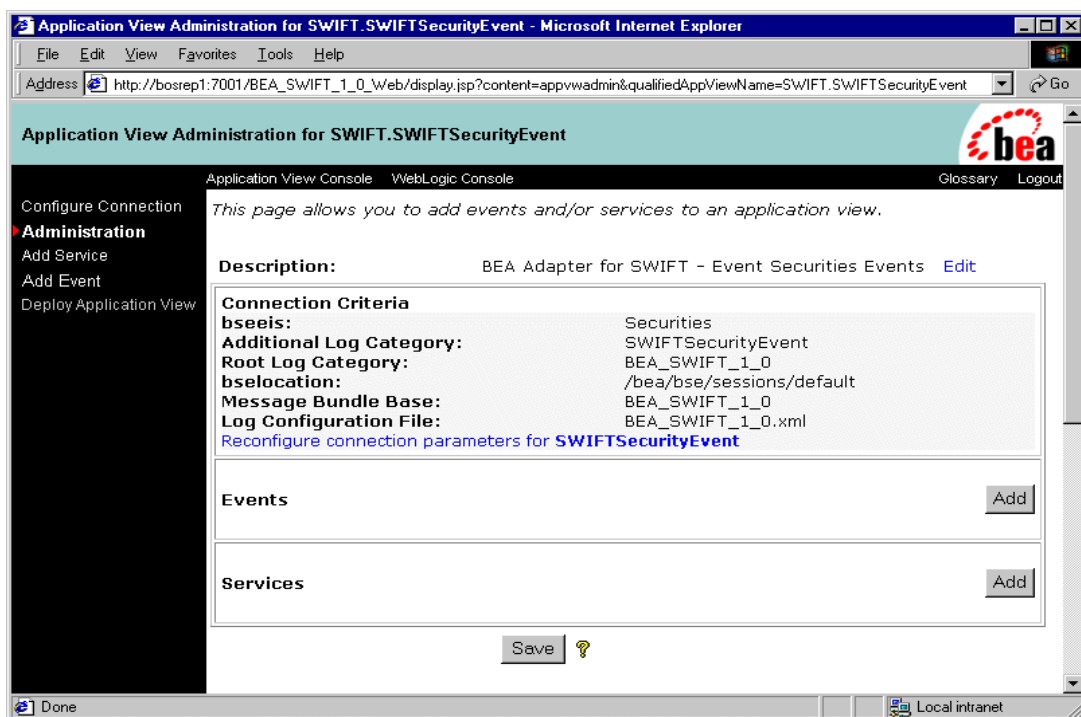 Application View Administration for SWIFT.SWIFTSecurityEvent - Microsoft Internet Explorer
File Edit View Favorites Tools Help
Address http://bosrep1:7001/BEA_SWIFT_1_0_Web/display.jsp?content=appvwadmin&qualifiedAppViewName=SWIFT.SWIFTSecurityEvent Go
Application View Administration for SWIFT.SWIFTSecurityEvent
bea
Application View Console WebLogic Console Glossary Logout
Configure Connection
Administration
Add Service
Add Event
Deploy Application View
This page allows you to add events and/or services to an application view.
Description: BEA Adapter for SWIFT - Event Securities Events Edit
Connection Criteria
bseeis: Securities
Additional Log Category: SWIFTSecurityEvent
Root Log Category: BEA_SWIFT_1_0
bselocation: /bea/bse/sessions/default
Message Bundle Base: BEA_SWIFT_1_0
Log Configuration File: BEA_SWIFT_1_0.xml
Reconfigure connection parameters for SWIFTSecurityEvent
Events Add
Services Add
Save ?
Done Local intranet